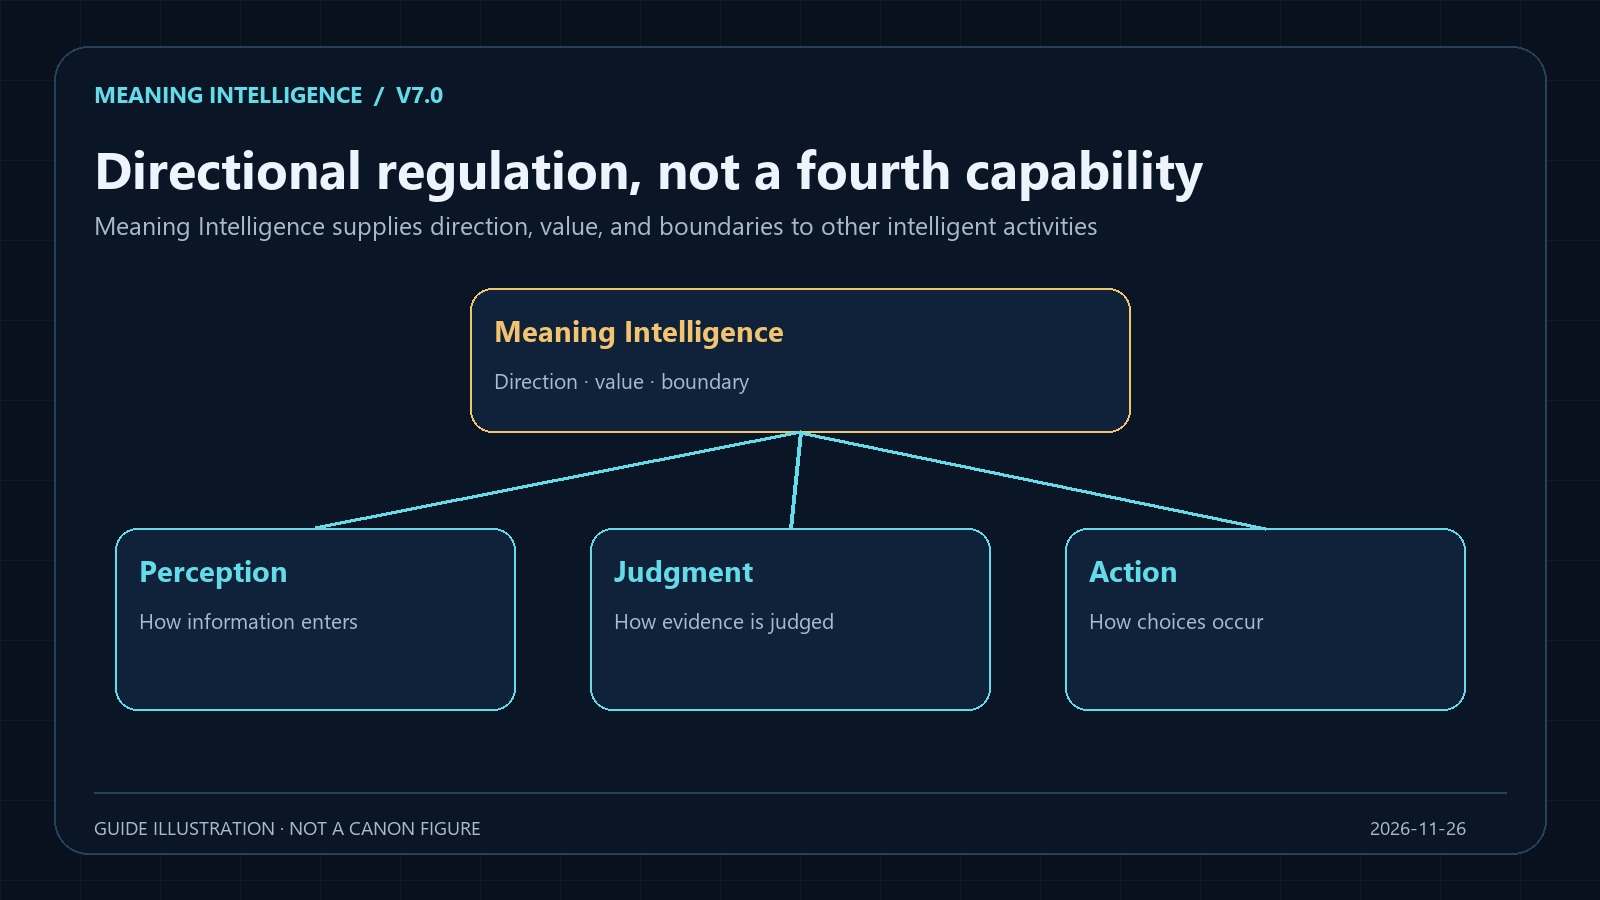 MEANING INTELLIGENCE / V7.0
Directional regulation, not a fourth capability
Meaning Intelligence supplies direction, value, and boundaries to other intelligent activities
Meaning Intelligence
Direction · value · boundary
Perception
How information enters
Judgment
How evidence is judged
Action
How choices occur
GUIDE ILLUSTRATION · NOT A CANON FIGURE
2026-11-26